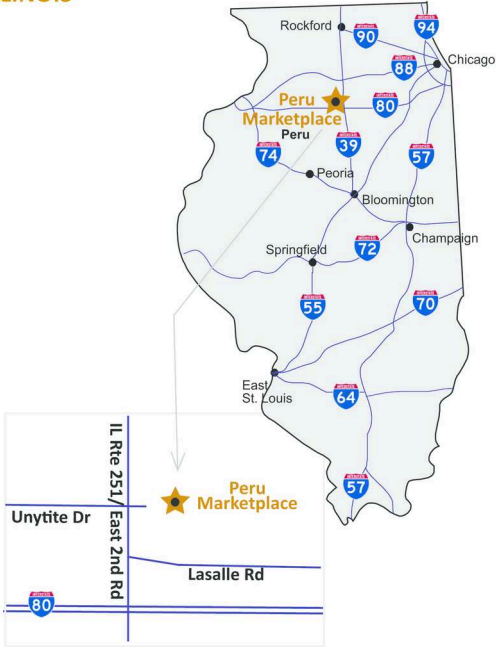 LINOIS
Rockford
90
94
Chicago
88
Peru
Marketplace
80
Peru
39
74
57
Peoria
Bloomington
Champaign
Springfield
72
55
70
East
St. Louis
64
57
IL Rte 251/ East 2nd Rd
Peru
Marketplace
Unytite Dr
Lasalle Rd
80